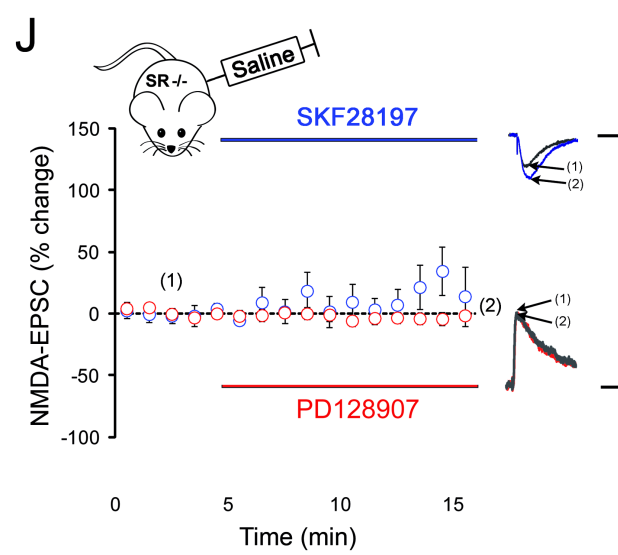 J
SR -/-
Saline
SKF28197
150
100
50
0
-50
-100
NMDA-EPSC (% change)
(1)
(2)
(1)
(2)
(1)
(2)
PD128907
0
5
10
15
Time (min)